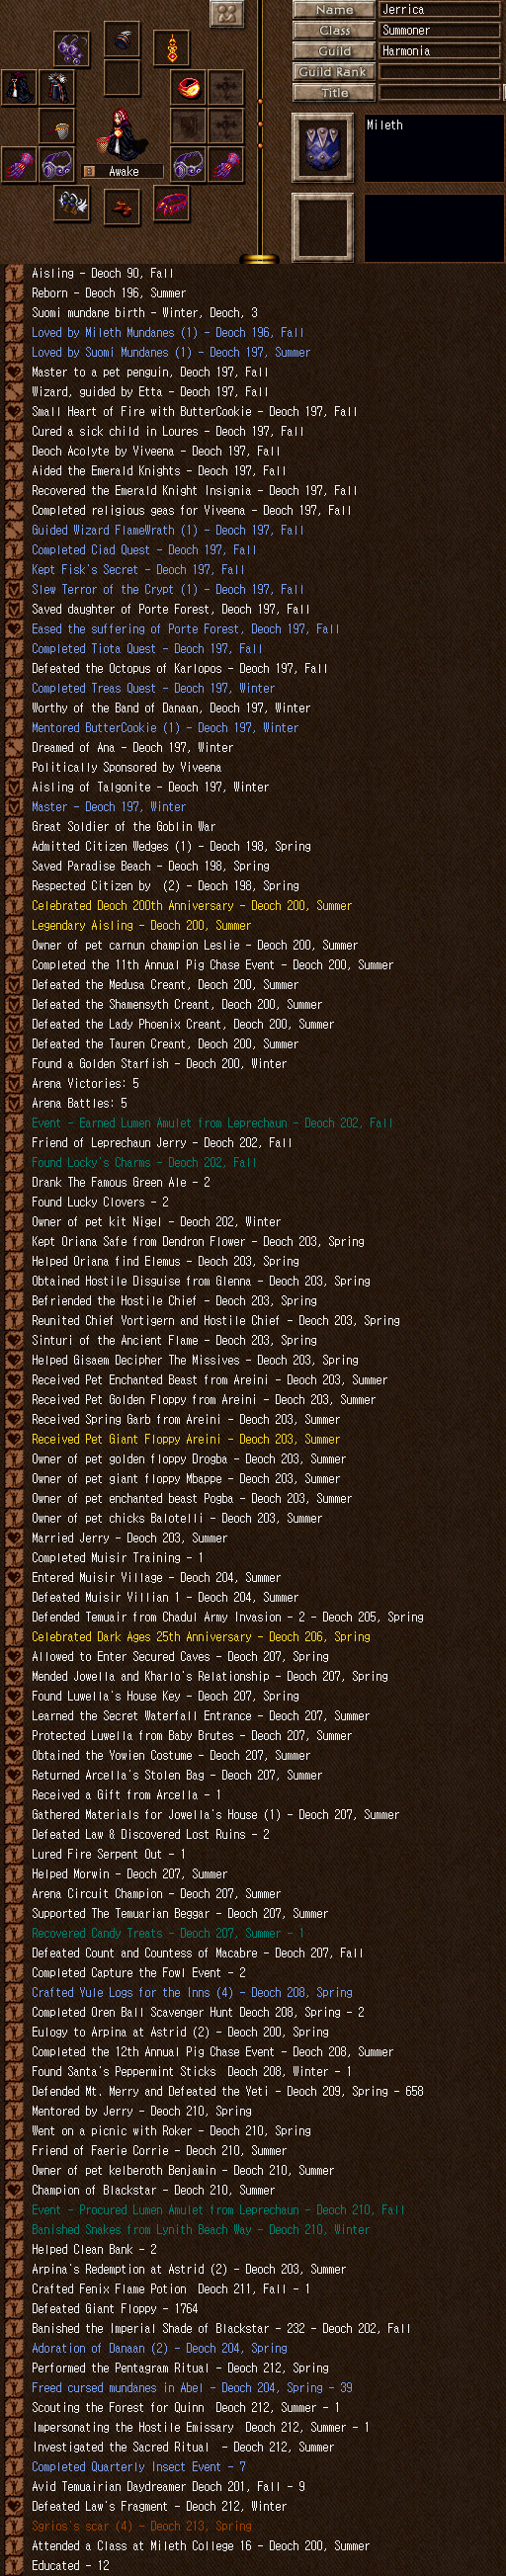 Name
Jerrica
Class
Summoner
Guild
Harmonia
Guild Rank
Title
Mileth
Awake
Aisling - Deoch 90, Fall
Reborn - Deoch 196, Summer
Suomi mundane birth - Winter, Deoch, 3
Loved by Mileth Mundanes (1) - Deoch 196, Fall
Loved by Suomi Mundanes (1) - Deoch 197, Summer
Master to a pet penguin, Deoch 197, Fall
Wizard, guided by Etta - Deoch 197, Fall
Small Heart of Fire with ButterCookie - Deoch 197, Fall
Cured a sick child in Loures - Deoch 197, Fall
Deoch Acolyte by Viveena - Deoch 197, Fall
Aided the Emerald Knights - Deoch 197, Fall
Recovered the Emerald Knight Insignia - Deoch 197, Fall
Completed religious geas for Viveena - Deoch 197, Fall
Guided Wizard FlameWrath (1) - Deoch 197, Fall
Completed Ciad Quest - Deoch 197, Fall
Kept Fisk's Secret - Deoch 197, Fall
Slew Terror of the Crypt (1) - Deoch 197, Fall
Saved daughter of Porte Forest, Deoch 197, Fall
Eased the suffering of Porte Forest, Deoch 197, Fall
Completed Tiota Quest - Deoch 197, Fall
Defeated the Octopus of Karlopos - Deoch 197, Fall
Completed Treas Quest - Deoch 197, Winter
Worthy of the Band of Danaan, Deoch 197, Winter
Mentored ButterCookie (1) - Deoch 197, Winter
Dreamed of Ana - Deoch 197, Winter
Politically Sponsored by Viveena
Aisling of Talgonite - Deoch 197, Winter
Master - Deoch 197, Winter
Great Soldier of the Goblin War
Admitted Citizen Wedges (1) - Deoch 198, Spring
Saved Paradise Beach - Deoch 198, Spring
Respected Citizen by  (2) - Deoch 198, Spring
Celebrated Deoch 200th Anniversary - Deoch 200, Summer
Legendary Aisling - Deoch 200, Summer
Owner of pet carnun champion Leslie - Deoch 200, Summer
Completed the 11th Annual Pig Chase Event - Deoch 200, Summer
Defeated the Medusa Creant, Deoch 200, Summer
Defeated the Shamensyth Creant, Deoch 200, Summer
Defeated the Lady Phoenix Creant, Deoch 200, Summer
Defeated the Tauren Creant, Deoch 200, Summer
Found a Golden Starfish - Deoch 200, Winter
Arena Victories: 5
Arena Battles: 5
Event - Earned Lumen Amulet from Leprechaun - Deoch 202, Fall
Friend of Leprechaun Jerry - Deoch 202, Fall
Found Locky's Charms - Deoch 202, Fall
Drank The Famous Green Ale - 2
Found Lucky Clovers - 2
Owner of pet kit Nigel - Deoch 202, Winter
Kept Oriana Safe from Dendron Flower - Deoch 203, Spring
Helped Oriana find Elemus - Deoch 203, Spring
Obtained Hostile Disguise from Glenna - Deoch 203, Spring
Befriended the Hostile Chief - Deoch 203, Spring
Reunited Chief Vortigern and Hostile Chief - Deoch 203, Spring
Sinturi of the Ancient Flame - Deoch 203, Spring
Helped Gisaem Decipher The Missives - Deoch 203, Spring
Received Pet Enchanted Beast from Areini - Deoch 203, Summer
Received Pet Golden Floppy from Areini - Deoch 203, Summer
Received Spring Garb from Areini - Deoch 203, Summer
Received Pet Giant Floppy Areini - Deoch 203, Summer
Owner of pet golden floppy Drogba - Deoch 203, Summer
Owner of pet giant floppy Mbappe - Deoch 203, Summer
Owner of pet enchanted beast Pogba - Deoch 203, Summer
Owner of pet chicks Balotelli - Deoch 203, Summer
Married Jerry - Deoch 203, Summer
Completed Muisir Training - 1
Entered Muisir Village - Deoch 204, Summer
Defeated Muisir Villian 1 - Deoch 204, Summer
Defended Temuair from Chadul Army Invasion - 2 - Deoch 205, Spring
Celebrated Dark Ages 25th Anniversary - Deoch 206, Spring
Allowed to Enter Secured Caves - Deoch 207, Spring
Mended Jowella and Kharlo's Relationship - Deoch 207, Spring
Found Luwella's House Key - Deoch 207, Spring
Learned the Secret Waterfall Entrance - Deoch 207, Summer
Protected Luwella from Baby Brutes - Deoch 207, Summer
Obtained the Yowien Costume - Deoch 207, Summer
Returned Arcella's Stolen Bag - Deoch 207, Summer
Received a Gift from Arcella - 1
Gathered Materials for Jowella's House (1) - Deoch 207, Summer
Defeated Law & Discovered Lost Ruins - 2
Lured Fire Serpent Out - 1
Helped Morwin - Deoch 207, Summer
Arena Circuit Champion - Deoch 207, Summer
Supported The Temuarian Beggar - Deoch 207, Summer
Recovered Candy Treats - Deoch 207, Summer - 1
Defeated Count and Countess of Macabre - Deoch 207, Fall
Completed Capture the Fowl Event - 2
Crafted Yule Logs for the Inns (4) - Deoch 208, Spring
Completed Oren Ball Scavenger Hunt Deoch 208, Spring - 2
Eulogy to Arpina at Astrid (2) - Deoch 200, Spring
Completed the 12th Annual Pig Chase Event - Deoch 208, Summer
Found Santa's Peppermint Sticks  Deoch 208, Winter - 1
Defended Mt. Merry and Defeated the Yeti - Deoch 209, Spring - 658
Mentored by Jerry - Deoch 210, Spring
Went on a picnic with Roker - Deoch 210, Spring
Friend of Faerie Corrie - Deoch 210, Summer
Owner of pet kelberoth Benjamin - Deoch 210, Summer
Champion of Blackstar - Deoch 210, Summer
Event - Procured Lumen Amulet from Leprechaun - Deoch 210, Fall
Banished Snakes from Lynith Beach Way - Deoch 210, Winter
Helped Clean Bank - 2
Arpina's Redemption at Astrid (2) - Deoch 203, Summer
Crafted Fenix Flame Potion  Deoch 211, Fall - 1
Defeated Giant Floppy - 1764
Banished the Imperial Shade of Blackstar - 232 - Deoch 202, Fall
Adoration of Danaan (2) - Deoch 204, Spring
Performed the Pentagram Ritual - Deoch 212, Spring
Freed cursed mundanes in Abel - Deoch 204, Spring - 39
Scouting the Forest for Quinn  Deoch 212, Summer - 1
Impersonating the Hostile Emissary  Deoch 212, Summer - 1
Investigated the Sacred Ritual  - Deoch 212, Summer
Completed Quarterly Insect Event - 7
Avid Temuairian Daydreamer Deoch 201, Fall - 9
Defeated Law's Fragment - Deoch 212, Winter
Sgrios's scar (4) - Deoch 213, Spring
Attended a Class at Mileth College 16 - Deoch 200, Summer
Educated - 12